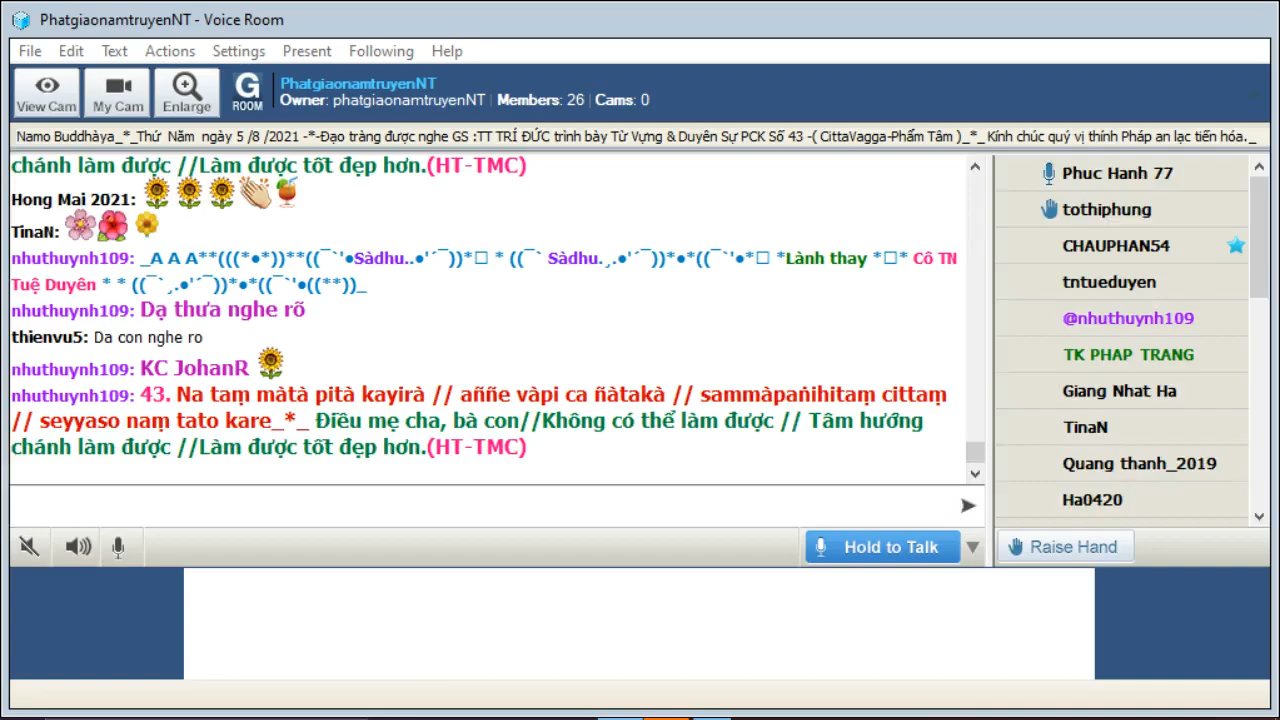 PhatgiaonamtruyenNT - Voice Room
File Edit Text Actions Settings Present Following Help
View Cam My Cam Enlarge G ROOM
PhatgiaonamtruyenNT
Owner: phatgiaonamtruyenNT | Members: 26 | Cams: 0
Namo Buddhàya_*_Thứ Năm ngày 5 /8 /2021 -*-Đạo tràng được nghe GS :TT TRÍ ĐỨC trình bày Từ Vựng & Duyên Sự PCK Số 43 -( CittaVagga-Phẩm Tâm )_*_ Kính chúc quý vị thính Pháp an lạc tiến hóa. _
chánh làm được //Làm được tốt đẹp hơn.(HT-TMC)
Hong Mai 2021:
TinaN:
nhuthuynh109: _A A A**(((*●*))**((¯`'●Sàdhu..●'´¯))*□ * ((¯` Sàdhu.¸.●'´¯))*●*((¯`'●*□ *Lành thay *□* Cô TN
Tuệ Duyên * * ((¯`¸.●'´¯))*●*((¯`'●((**))_
nhuthuynh109: Dạ thưa nghe rõ
thienvu5: Da con nghe ro
nhuthuynh109: KC JohanR
nhuthuynh109: 43. Na taṃ màtà pità kayirà // aññe vàpi ca ñàtakà // sammàpaṅihitaṃ cittaṃ
// seyyaso naṃ tato kare_*_ Điều mẹ cha, bà con//Không có thể làm được // Tâm hướng
chánh làm được //Làm được tốt đẹp hơn.(HT-TMC)
Phuc Hanh 77
tothiphung
CHAUPHAN54
tntueduyen
@nhuthuynh109
TK PHAP TRANG
Giang Nhat Ha
TinaN
Quang thanh_2019
Ha0420
Hold to Talk
Raise Hand